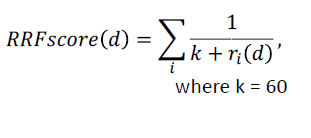 RRFscore(d) = ∑_i 1 / (k + r_i(d)) ,
where k = 60